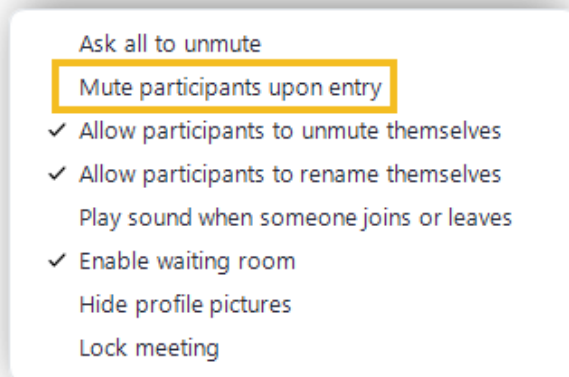 Ask all to unmute
Mute participants upon entry
✓ Allow participants to unmute themselves
✓ Allow participants to rename themselves
Play sound when someone joins or leaves
✓ Enable waiting room
Hide profile pictures
Lock meeting